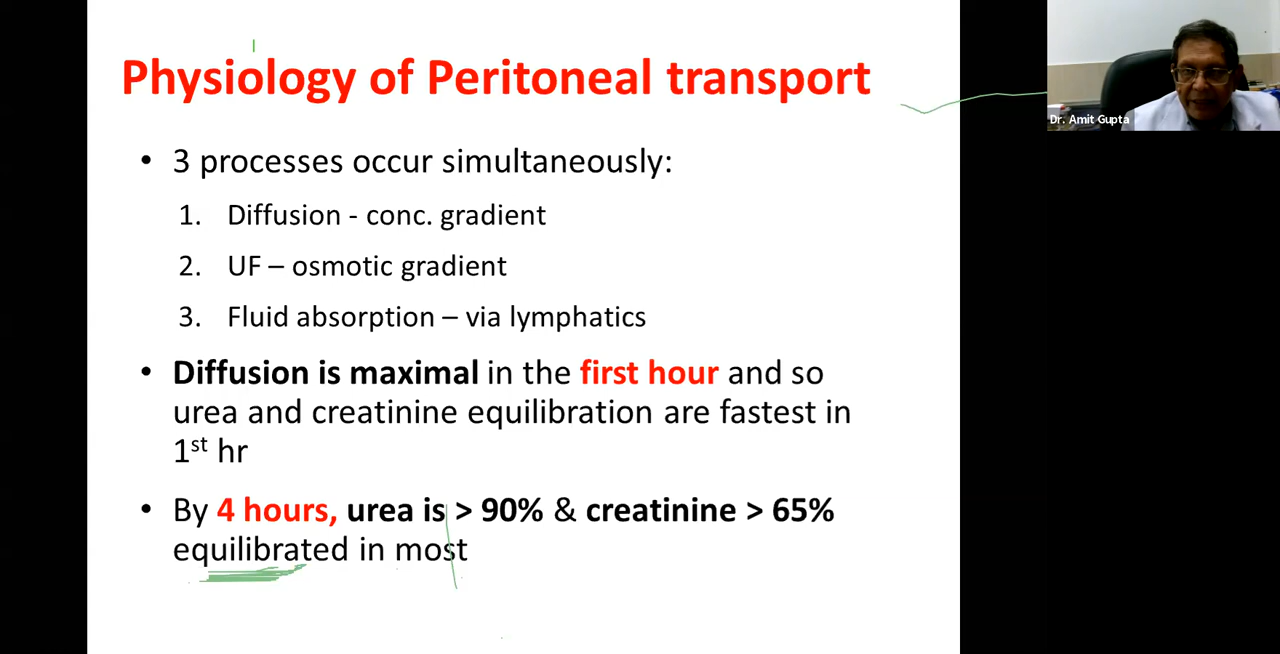 Physiology of Peritoneal transport
Dr. Amit Gupta
• 3 processes occur simultaneously:
1. Diffusion - conc. gradient
2. UF – osmotic gradient
3. Fluid absorption – via lymphatics
• Diffusion is maximal in the first hour and so
urea and creatinine equilibration are fastest in
1st hr
• By 4 hours, urea is > 90% & creatinine > 65%
equilibrated in most